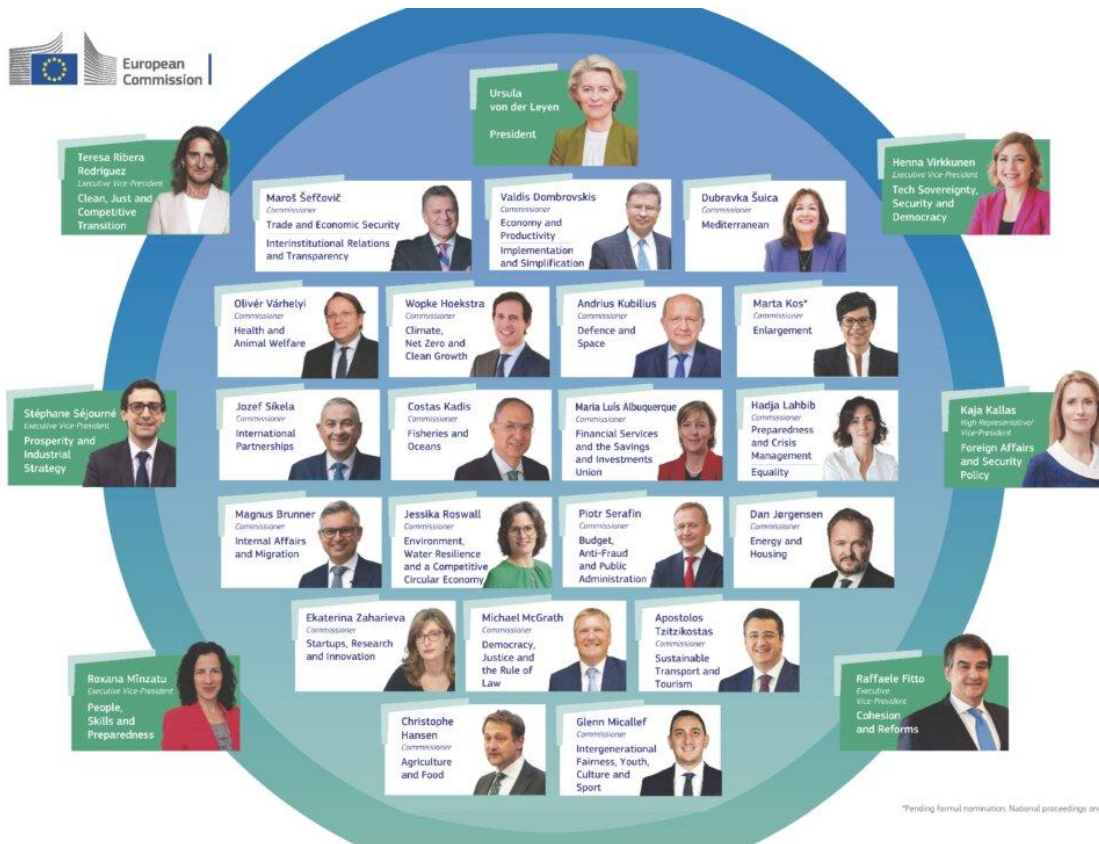 European
Commission
Ursula
von der Leyen
President
Teresa Ribera
Rodríguez
Executive Vice-President
Clean, Just and
Competitive
Transition
Henna Virkkunen
Executive Vice-President
Tech Sovereignty,
Security and
Democracy
Maroš Šefčovič
Commissioner
Trade and Economic Security
Interinstitutional Relations
and Transparency
Valdis Dombrovskis
Commissioner
Economy and
Productivity
Implementation
and Simplification
Dubravka Šuica
Commissioner
Mediterranean
Olivér Várhelyi
Commissioner
Health and
Animal Welfare
Wopke Hoekstra
Commissioner
Climate,
Net Zero and
Clean Growth
Andrius Kubilius
Commissioner
Defence and
Space
Marta Kos*
Commissioner
Enlargement
Stéphane Séjourné
Executive Vice-President
Prosperity and
Industrial
Strategy
Jozef Síkela
Commissioner
International
Partnerships
Costas Kadis
Commissioner
Fisheries and
Oceans
Maria Luís Albuquerque
Commissioner
Financial Services
and the Savings
and Investments
Union
Hadja Lahbib
Commissioner
Preparedness
and Crisis
Management
Equality
Kaja Kallas
High Representative/
Vice-President
Foreign Affairs
and Security
Policy
Magnus Brunner
Commissioner
Internal Affairs
and Migration
Jessika Roswall
Commissioner
Environment,
Water Resilience
and a Competitive
Circular Economy
Piotr Serafin
Commissioner
Budget,
Anti-Fraud
and Public
Administration
Dan Jørgensen
Commissioner
Energy and
Housing
Ekaterina Zaharieva
Commissioner
Startups, Research
and Innovation
Michael McGrath
Commissioner
Democracy,
Justice and
the Rule of
Law
Apostolos
Tzitzikostas
Commissioner
Sustainable
Transport and
Tourism
Roxana Mînzatu
Executive Vice-President
People,
Skills and
Preparedness
Raffaele Fitto
Executive
Vice-President
Cohesion
and Reforms
Christophe
Hansen
Commissioner
Agriculture
and Food
Glenn Micallef
Commissioner
Intergenerational
Fairness, Youth,
Culture and
Sport
*Pending formal nomination. National proceedings on